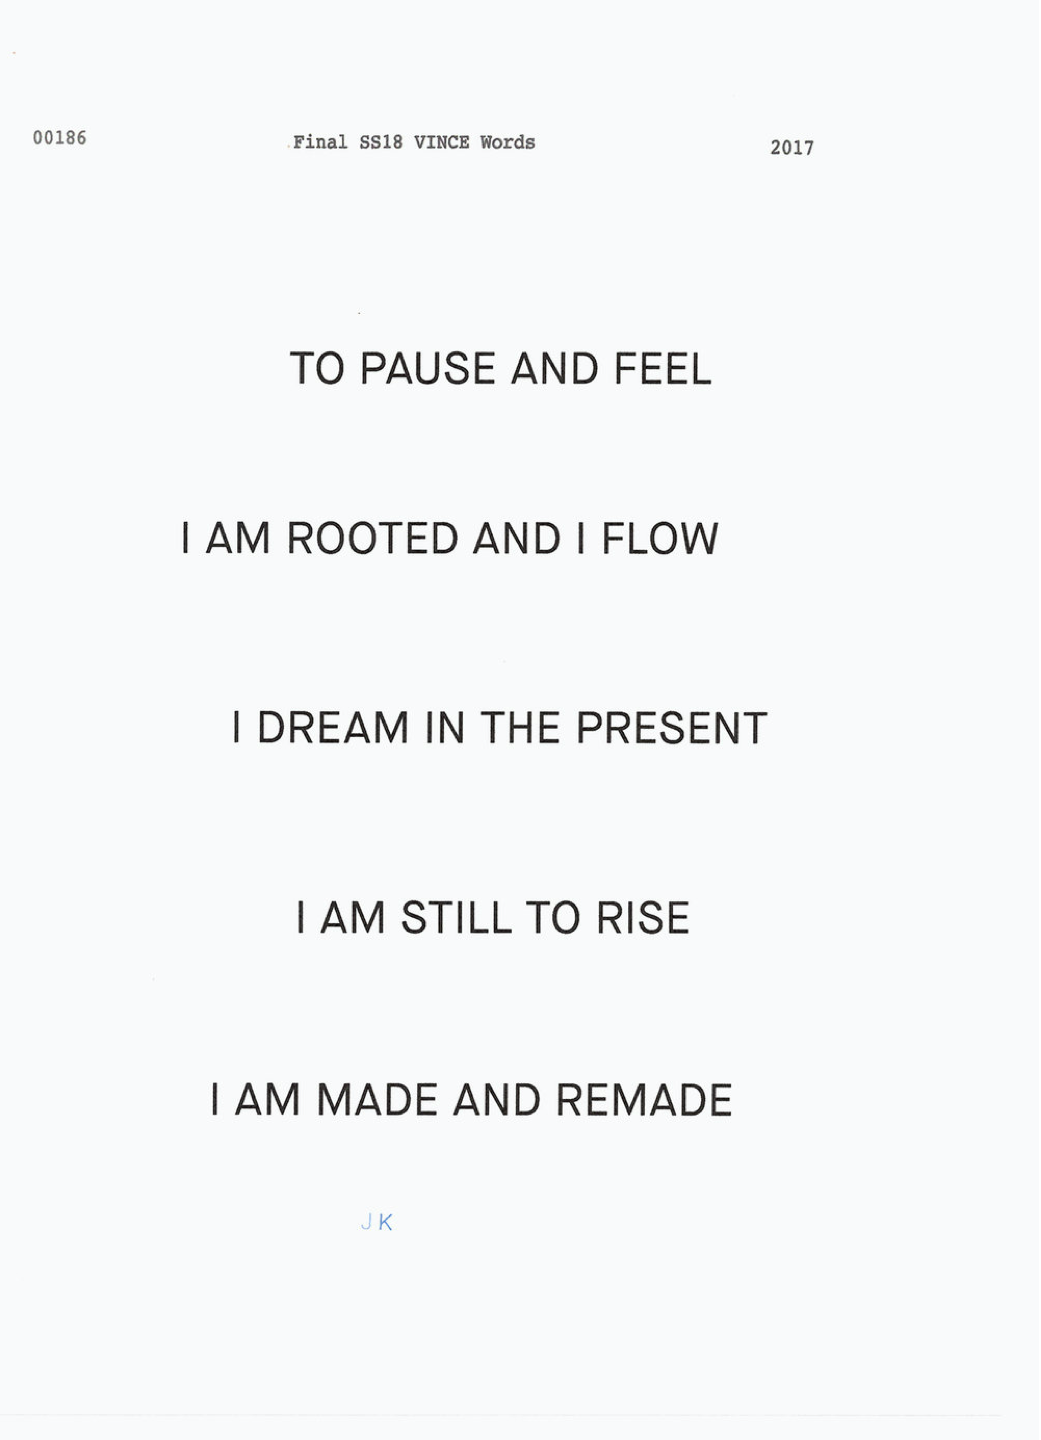 00186 Final SS18 VINCE Words 2017
TO PAUSE AND FEEL
I AM ROOTED AND I FLOW
I DREAM IN THE PRESENT
I AM STILL TO RISE
I AM MADE AND REMADE
JK